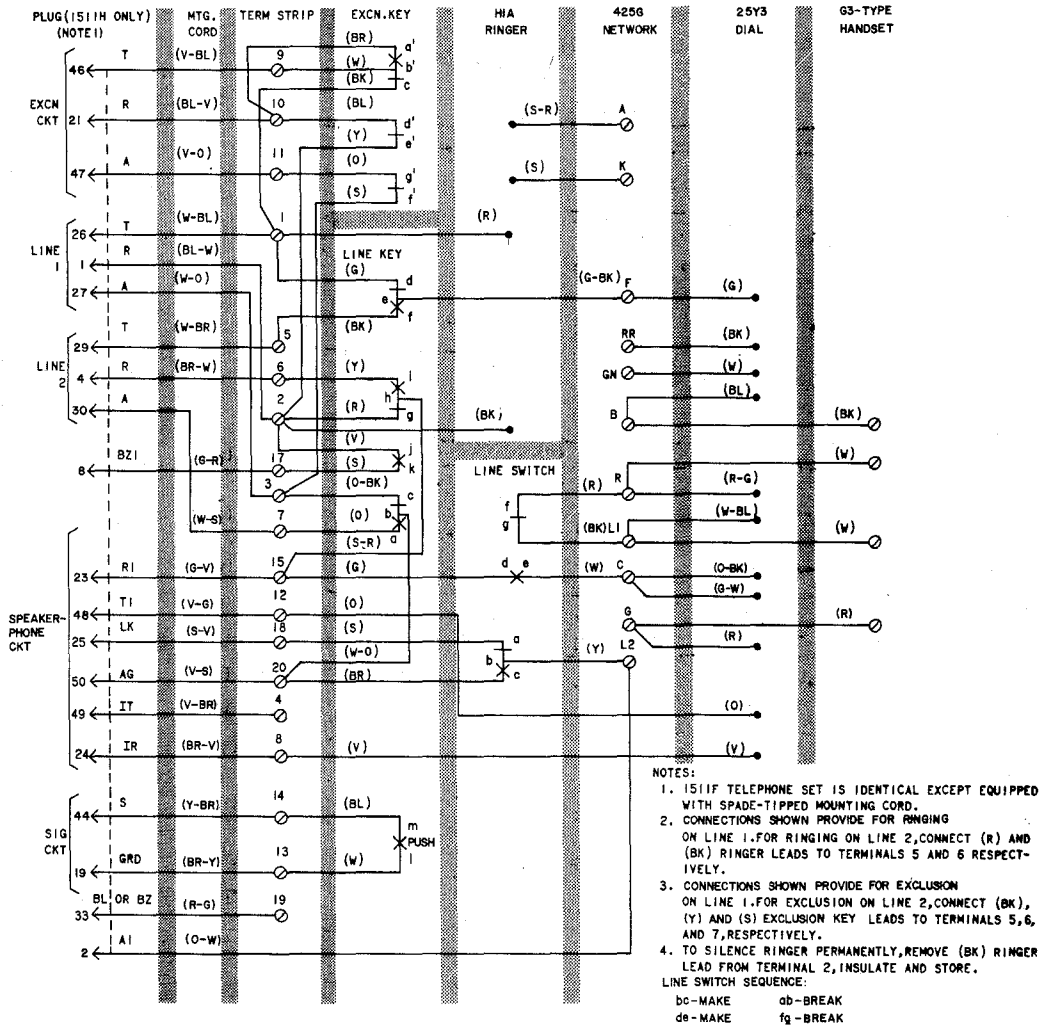 PLUG(1511H ONLY) MTG. TERM STRIP EXCN.KEY HIA 425G 25Y3 G3-TYPE
(NOTE1) CORD RINGER NETWORK DIAL HANDSET
(BR) a'
T (V-BL) 9 (W) b'
46 (BK) c
R (BL-V) 10 (BL) (S-R) A
EXCN CKT 21 d'
(Y) e'
A (V-O) 11 (O) (S) K
47 g'
(S) f'
T (W-BL) 1 (R)
26
R (BL-W) LINE KEY
LINE 1 1 (G) d
A (W-O) (G-BK) F (G)
27 e
f
T (W-BR) 5 (BK) RR (BK)
29
R (BR-W) 6 (Y) GN (W)
LINE 2 4 i
A h (BL)
30 2 (R) g (BK) B (BK)
(V) j
BZ1 (G-R) 17 (S) k LINE SWITCH (W)
8 (O-BK) R (R-G)
3 c f (R)
b g (W-BL)
(W-S) 7 (O) a (BK) L1 (W)
(S-R)
R1 (G-V) 15 (G) d e (W) C (O-BK)
23 (G-W)
T1 (V-G) 12 (O) G (R)
SPEAKER-PHONE CKT 48
LK (S-V) 18 (S) a (R)
25 (W-O) b (Y) L2
AG (V-S) 20 (BR) c
50
IT (V-BR) 4 (O)
49
IR (BR-V) 8 (V) (V)
24
S (Y-BR) 14 (BL)
44 m
SIG CKT PUSH
GRD (BR-Y) 13 (W) l
19
BL OR BZ (R-G) 19
33
A1 (O-W)
2
NOTES:
1. 1511F TELEPHONE SET IS IDENTICAL EXCEPT EQUIPPED
WITH SPADE-TIPPED MOUNTING CORD.
2. CONNECTIONS SHOWN PROVIDE FOR RINGING
ON LINE 1.FOR RINGING ON LINE 2,CONNECT (R) AND
(BK) RINGER LEADS TO TERMINALS 5 AND 6 RESPECT-
IVELY.
3. CONNECTIONS SHOWN PROVIDE FOR EXCLUSION
ON LINE 1.FOR EXCLUSION ON LINE 2,CONNECT (BK),
(Y) AND (S) EXCLUSION KEY LEADS TO TERMINALS 5,6,
AND 7,RESPECTIVELY.
4. TO SILENCE RINGER PERMANENTLY,REMOVE (BK) RINGER
LEAD FROM TERMINAL 2,INSULATE AND STORE.
LINE SWITCH SEQUENCE:
bc-MAKE ab-BREAK
de-MAKE fg-BREAK